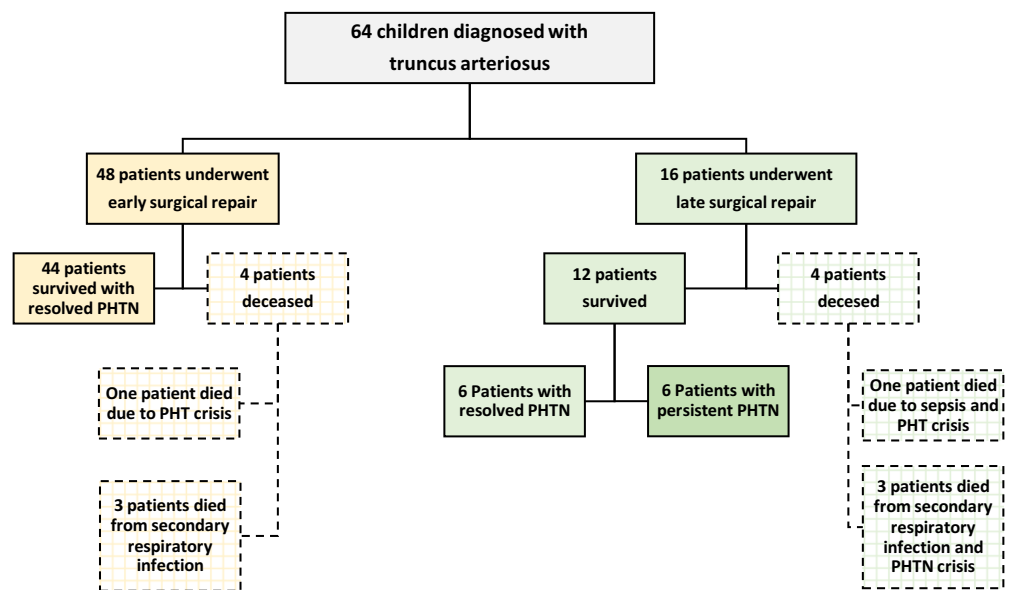 64 children diagnosed with
truncus arteriosus
48 patients underwent
early surgical repair
16 patients underwent
late surgical repair
44 patients
survived with
resolved PHTN
4 patients
deceased
12 patients
survived
4 patients
decesed
One patient died
due to PHT crisis
6 Patients with
resolved PHTN
6 Patients with
persistent PHTN
One patient died
due to sepsis and
PHT crisis
3 patients died
from secondary
respiratory
infection
3 patients died
from secondary
respiratory
infection and
PHTN crisis